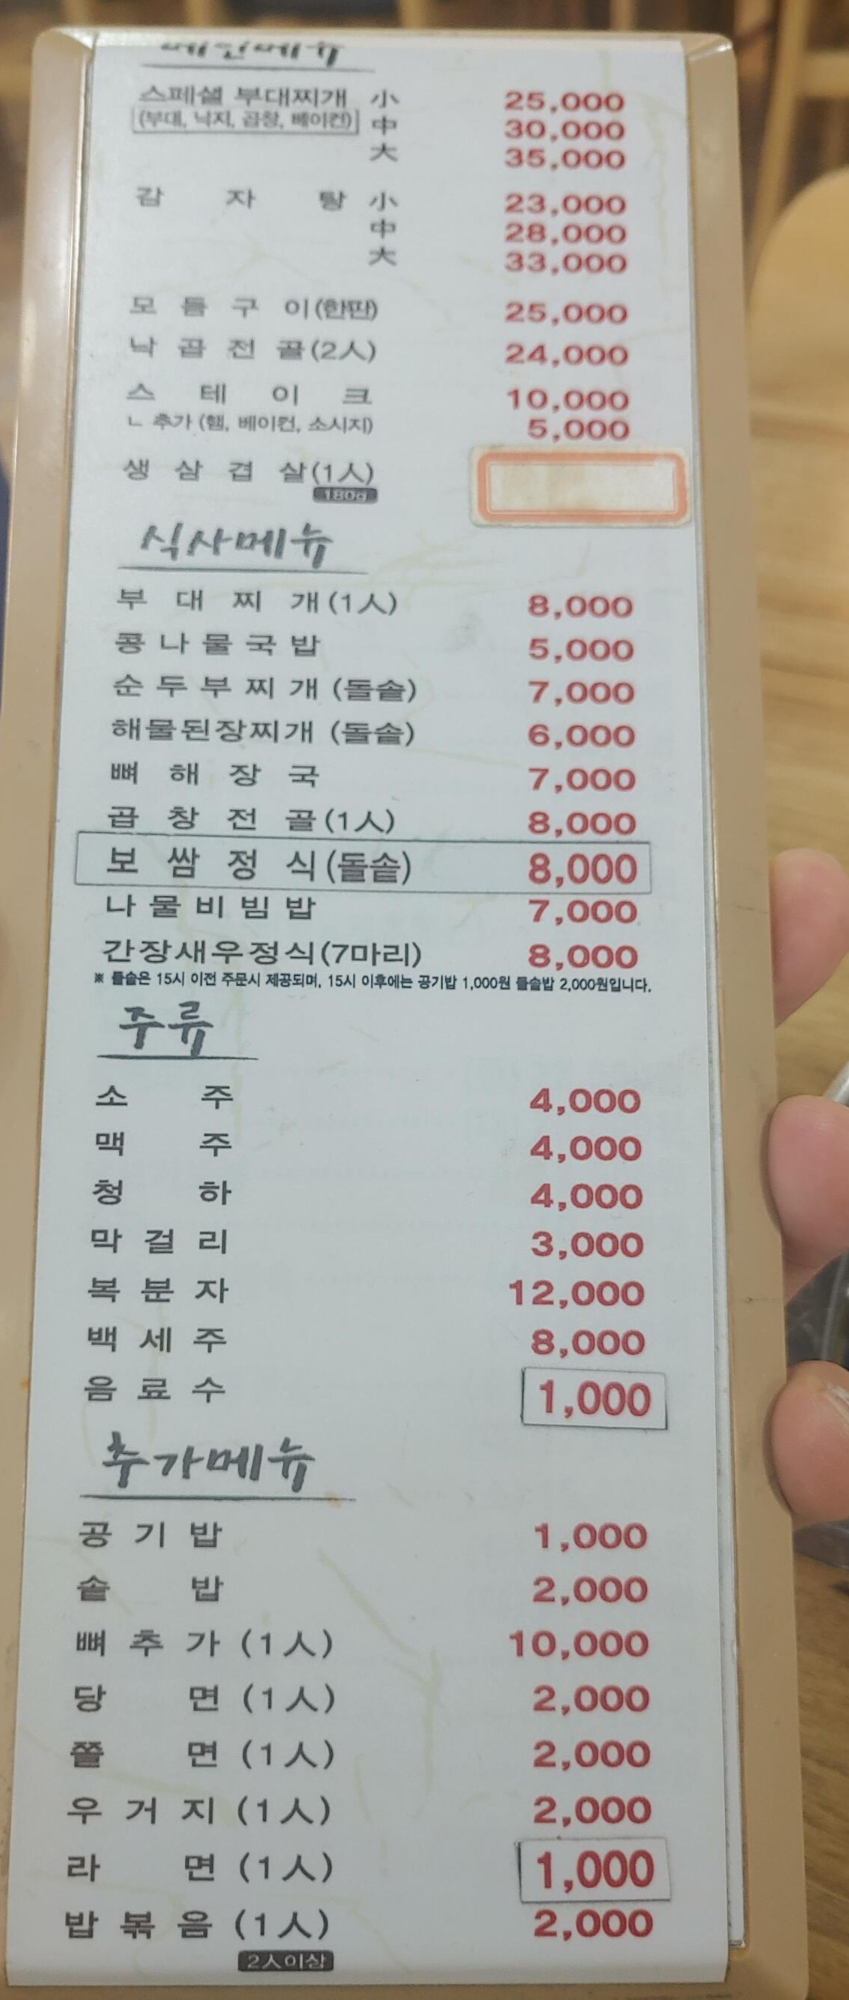 메인메뉴
스페셜 부대찌개 小 25,000
(부대, 낙지, 곱창, 베이컨) 中 30,000
大 35,000
감자탕 小 23,000
中 28,000
大 33,000
모듬구이(한판) 25,000
낙곱전골(2人) 24,000
스테이크 10,000
ㄴ 추가 (햄, 베이컨, 소시지) 5,000
생삼겹살(1人)
180g
식사메뉴
부대찌개(1人) 8,000
콩나물국밥 5,000
순두부찌개 (돌솥) 7,000
해물된장찌개 (돌솥) 6,000
뼈해장국 7,000
곱창전골(1人) 8,000
보쌈정식(돌솥) 8,000
나물비빔밥 7,000
간장새우정식(7마리) 8,000
※ 돌솥은 15시 이전 주문시 제공되며, 15시 이후에는 공기밥 1,000원 돌솥밥 2,000원입니다.
주류
소주 4,000
맥주 4,000
청하 4,000
막걸리 3,000
복분자 12,000
백세주 8,000
음료수 1,000
추가메뉴
공기밥 1,000
솥밥 2,000
뼈추가(1人) 10,000
당면(1人) 2,000
쫄면(1人) 2,000
우거지(1人) 2,000
라면(1人) 1,000
밥볶음(1人) 2,000
2人이상